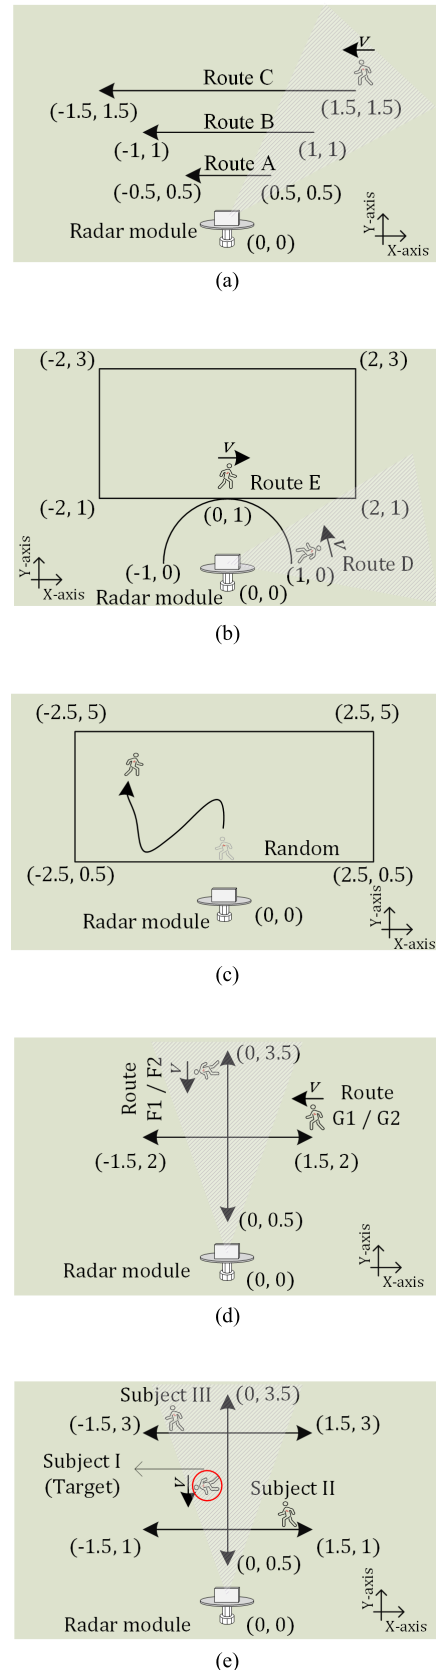 V
Route C
(-1.5, 1.5)
(1.5, 1.5)
Route B
(-1, 1)
(1, 1)
Route A
(-0.5, 0.5)
(0.5, 0.5)
Radar module
(0, 0)
Y-axis
X-axis
(a)
(-2, 3)
(2, 3)
V
Route E
(-2, 1)
(0, 1)
(2, 1)
V
Route D
(-1, 0)
(1, 0)
Radar module
(0, 0)
Y-axis
X-axis
(b)
(-2.5, 5)
(2.5, 5)
Random
(-2.5, 0.5)
(2.5, 0.5)
Radar module
(0, 0)
Y-axis
X-axis
(c)
(0, 3.5)
Route
F1 / F2
V
V
Route
G1 / G2
(-1.5, 2)
(1.5, 2)
(0, 0.5)
Radar module
(0, 0)
Y-axis
X-axis
(d)
Subject III
(0, 3.5)
(-1.5, 3)
(1.5, 3)
Subject I
(Target)
V
Subject II
(-1.5, 1)
(1.5, 1)
(0, 0.5)
Radar module
(0, 0)
Y-axis
X-axis
(e)